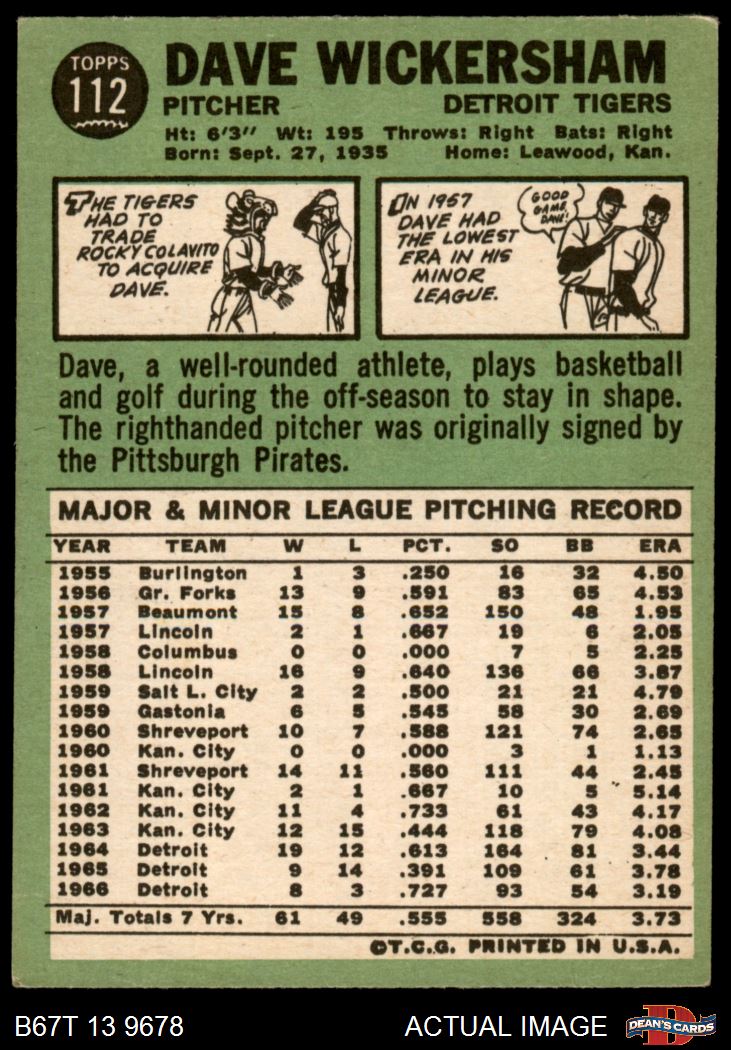 TOPPS
112
DAVE WICKERSHAM
PITCHER DETROIT TIGERS
Ht: 6'3" Wt: 195 Throws: Right Bats: Right
Born: Sept. 27, 1935 Home: Leawood, Kan.
THE TIGERS
HAD TO
TRADE
ROCKY COLAVITO
TO ACQUIRE
DAVE.
IN 1957
DAVE HAD
THE LOWEST
ERA IN HIS
MINOR
LEAGUE.
GOOD
GAME,
DAVE!
Dave, a well-rounded athlete, plays basketball
and golf during the off-season to stay in shape.
The righthanded pitcher was originally signed by
the Pittsburgh Pirates.
MAJOR & MINOR LEAGUE PITCHING RECORD
YEAR TEAM W L PCT. SO BB ERA
1955 Burlington 1 3 .250 16 32 4.50
1956 Gr. Forks 13 9 .591 83 65 4.53
1957 Beaumont 15 8 .652 150 48 1.95
1957 Lincoln 2 1 .667 19 6 2.05
1958 Columbus 0 0 .000 7 5 2.25
1958 Lincoln 16 9 .640 136 66 3.87
1959 Salt L. City 2 2 .500 21 21 4.79
1959 Gastonia 6 5 .545 58 30 2.69
1960 Shreveport 10 7 .588 121 74 2.65
1960 Kan. City 0 0 .000 3 1 1.13
1961 Shreveport 14 11 .560 111 44 2.45
1961 Kan. City 2 1 .667 10 5 5.14
1962 Kan. City 11 4 .733 61 43 4.17
1963 Kan. City 12 15 .444 118 79 4.08
1964 Detroit 19 12 .613 164 81 3.44
1965 Detroit 9 14 .391 109 61 3.78
1966 Detroit 8 3 .727 93 54 3.19
Maj. Totals 7 Yrs. 61 49 .555 558 324 3.73
©T.C.G. PRINTED IN U.S.A.
B67T 13 9678 ACTUAL IMAGE
D
DEAN'S CARDS